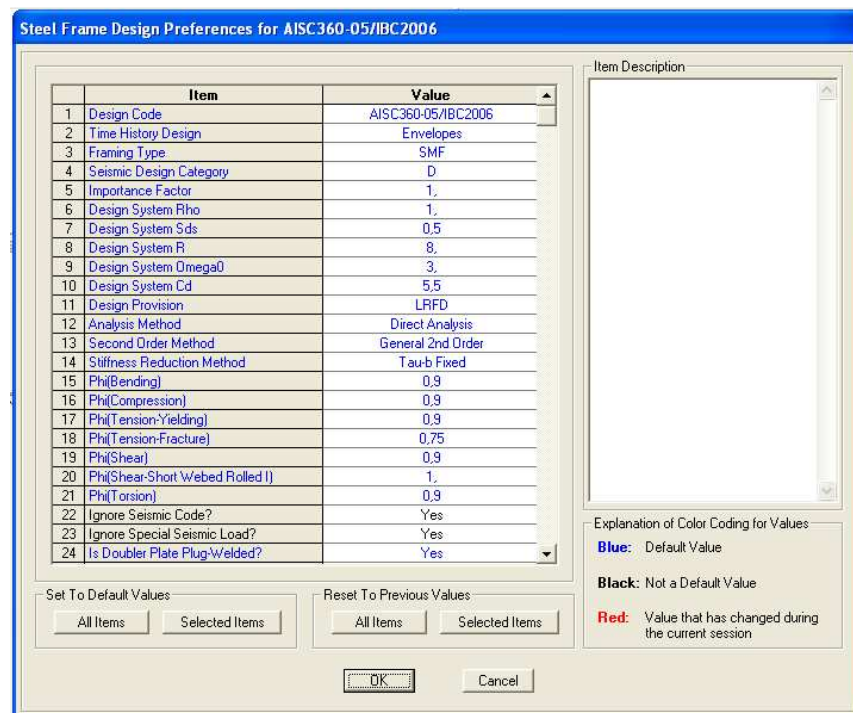 Steel Frame Design Preferences for AISC360-05/IBC2006
Item Value
1 Design Code AISC360-05/IBC2006
2 Time History Design Envelopes
3 Framing Type SMF
4 Seismic Design Category D
5 Importance Factor 1,
6 Design System Rho 1,
7 Design System Sds 0,5
8 Design System R 8,
9 Design System Omega0 3,
10 Design System Cd 5,5
11 Design Provision LRFD
12 Analysis Method Direct Analysis
13 Second Order Method General 2nd Order
14 Stiffness Reduction Method Tau-b Fixed
15 Phi(Bending) 0,9
16 Phi(Compression) 0,9
17 Phi(Tension-Yielding) 0,9
18 Phi(Tension-Fracture) 0,75
19 Phi(Shear) 0,9
20 Phi(Shear-Short Webed Rolled I) 1,
21 Phi(Torsion) 0,9
22 Ignore Seismic Code? Yes
23 Ignore Special Seismic Load? Yes
24 Is Doubler Plate Plug-Welded? Yes
Item Description
Explanation of Color Coding for Values
Blue: Default Value
Black: Not a Default Value
Red: Value that has changed during
the current session
Set To Default Values
All Items Selected Items
Reset To Previous Values
All Items Selected Items
OK Cancel